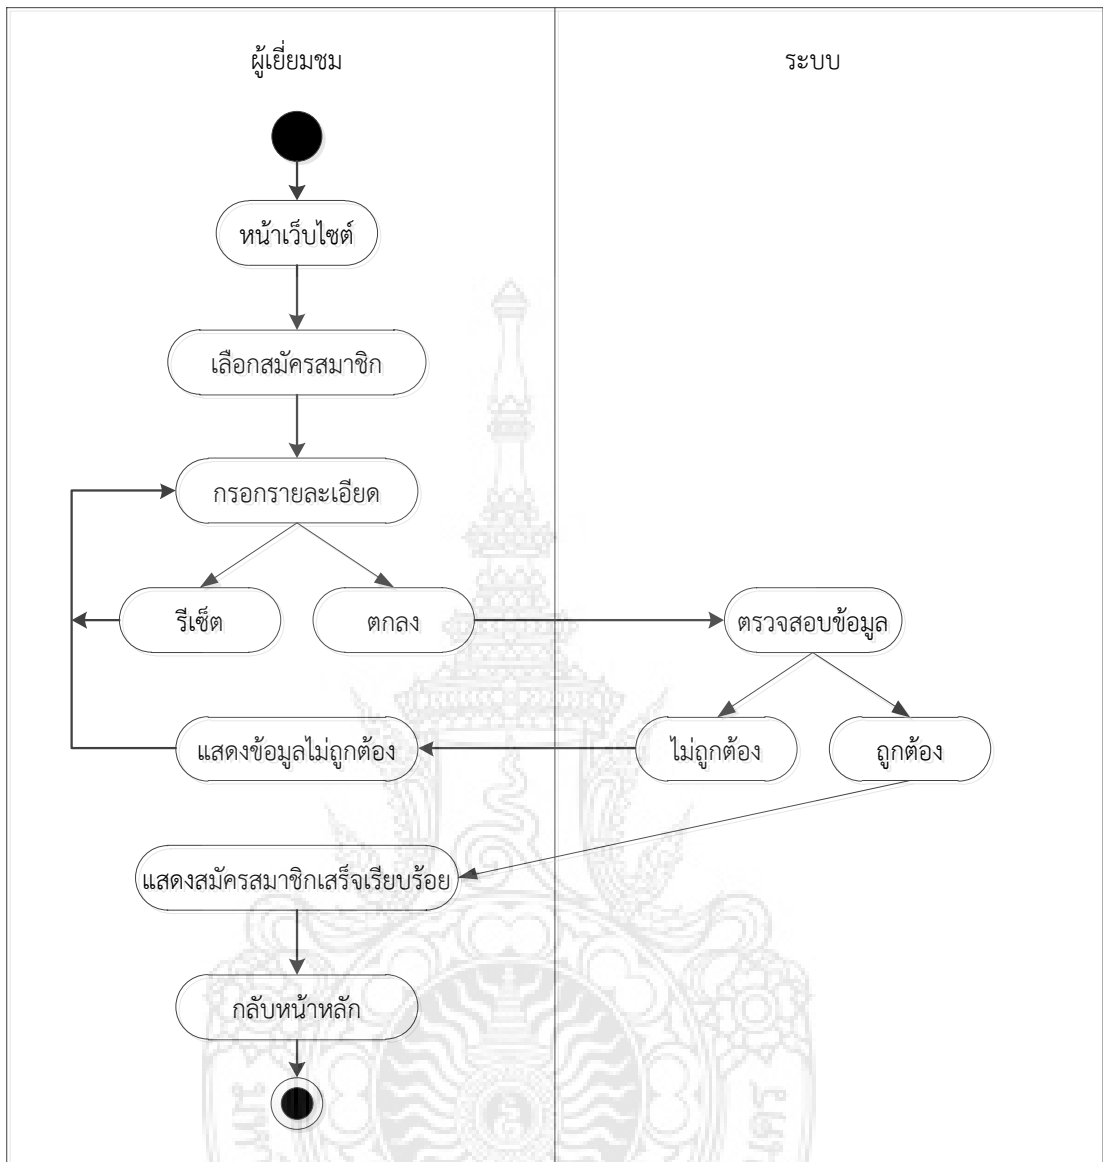 ผู้เยี่ยมชม
ระบบ
หน้าเว็บไซต์
เลือกสมัครสมาชิก
กรอกรายละเอียด
รีเซ็ต
ตกลง
ตรวจสอบข้อมูล
แสดงข้อมูลไม่ถูกต้อง
ไม่ถูกต้อง
ถูกต้อง
แสดงสมัครสมาชิกเสร็จเรียบร้อย
กลับหน้าหลัก